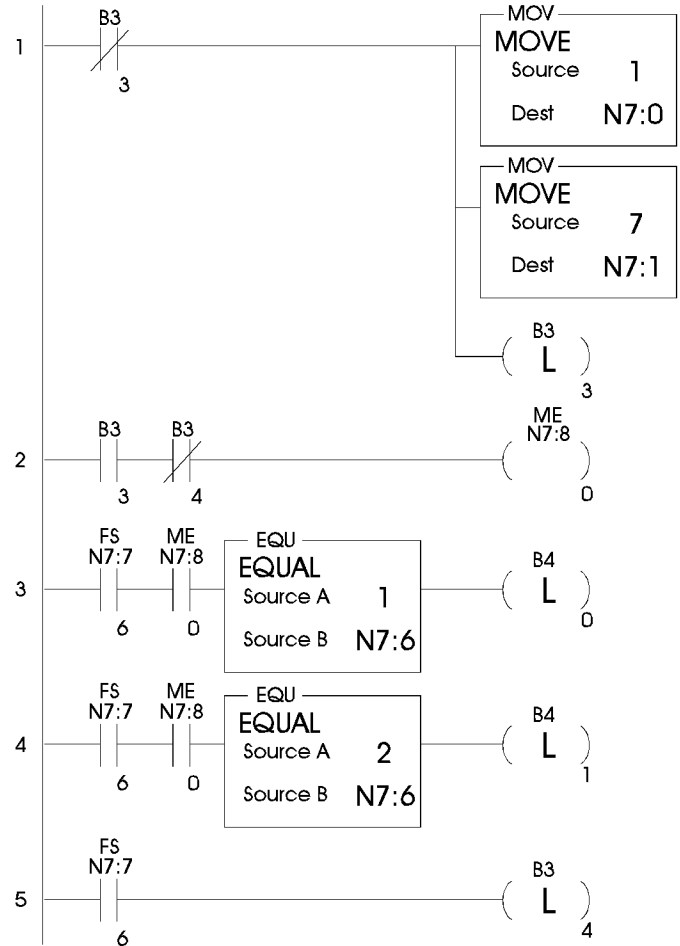 B3
MOV
1
MOVE
Source 1
3
Dest N7:0
MOV
MOVE
Source 7
Dest N7:1
B3
L
3
ME
B3 B3
N7:8
2
3 4
0
FS ME
N7:7 N7:8
EQU
EQUAL
B4
3
Source A 1
L
6 0
0
Source B N7:6
FS ME
N7:7 N7:8
EQU
EQUAL
B4
4
Source A 2
L
6 0
1
Source B N7:6
FS
N7:7
B3
5
L
6
4